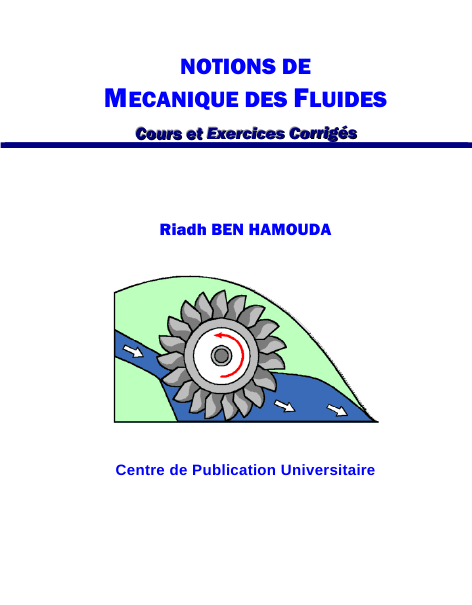 NOTIONS DE
MECANIQUE DES FLUIDES
Cours et Exercices Corrigés
Riadh BEN HAMOUDA
Centre de Publication Universitaire